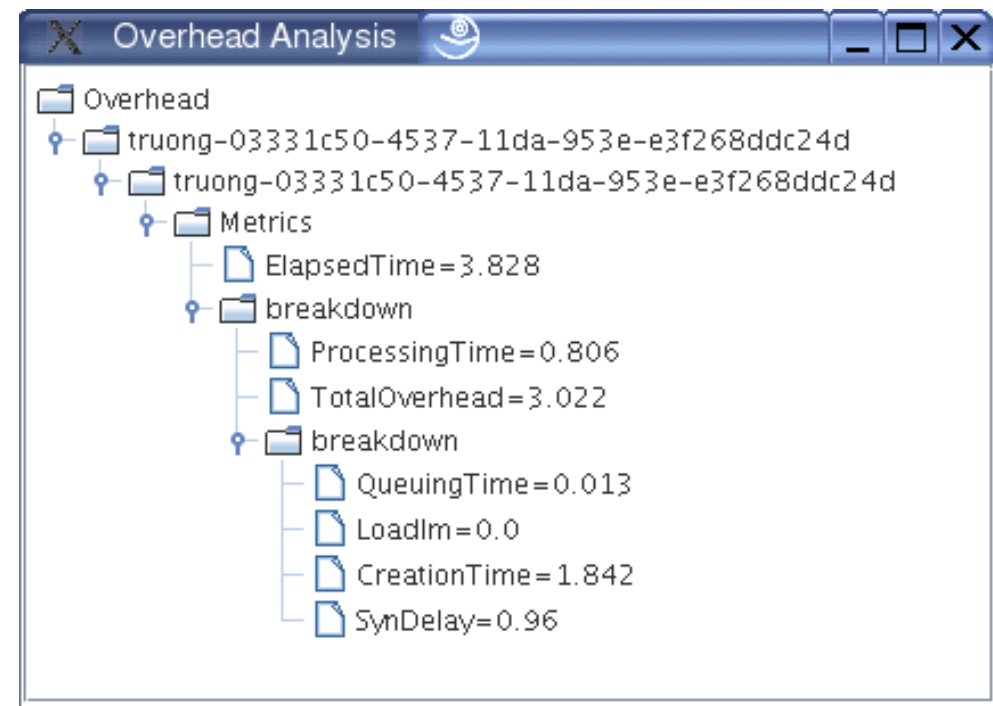 Overhead Analysis
Overhead
truong-03331c50-4537-11da-953e-e3f268ddc24d
truong-03331c50-4537-11da-953e-e3f268ddc24d
Metrics
ElapsedTime=3.828
breakdown
ProcessingTime=0.806
TotalOverhead=3.022
breakdown
QueuingTime=0.013
LoadIm=0.0
CreationTime=1.842
SynDelay=0.96